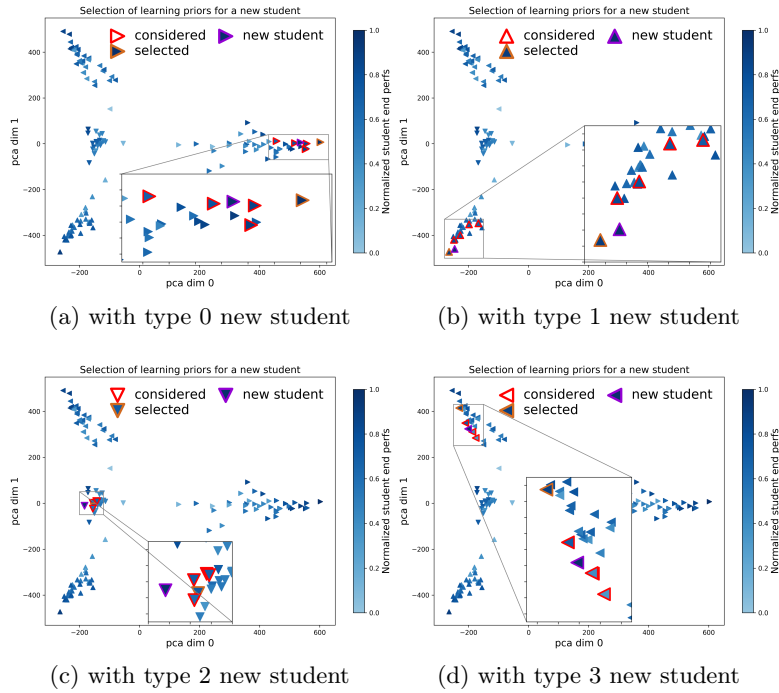 Selection of learning priors for a new student
considered new student
selected
pca dim 1
400
200
0
−200
−400
−200 0 200 400 600
pca dim 0
1.0
0.8
0.6
0.4
0.2
0.0
Normalized student end perfs
(a) with type 0 new student
Selection of learning priors for a new student
considered new student
selected
pca dim 1
400
200
0
−200
−400
−200 0 200 400 600
pca dim 0
1.0
0.8
0.6
0.4
0.2
0.0
Normalized student end perfs
(b) with type 1 new student
Selection of learning priors for a new student
considered new student
selected
pca dim 1
400
200
0
−200
−400
−200 0 200 400 600
pca dim 0
1.0
0.8
0.6
0.4
0.2
0.0
Normalized student end perfs
(c) with type 2 new student
Selection of learning priors for a new student
considered new student
selected
pca dim 1
400
200
0
−200
−400
−200 0 200 400 600
pca dim 0
1.0
0.8
0.6
0.4
0.2
0.0
Normalized student end perfs
(d) with type 3 new student